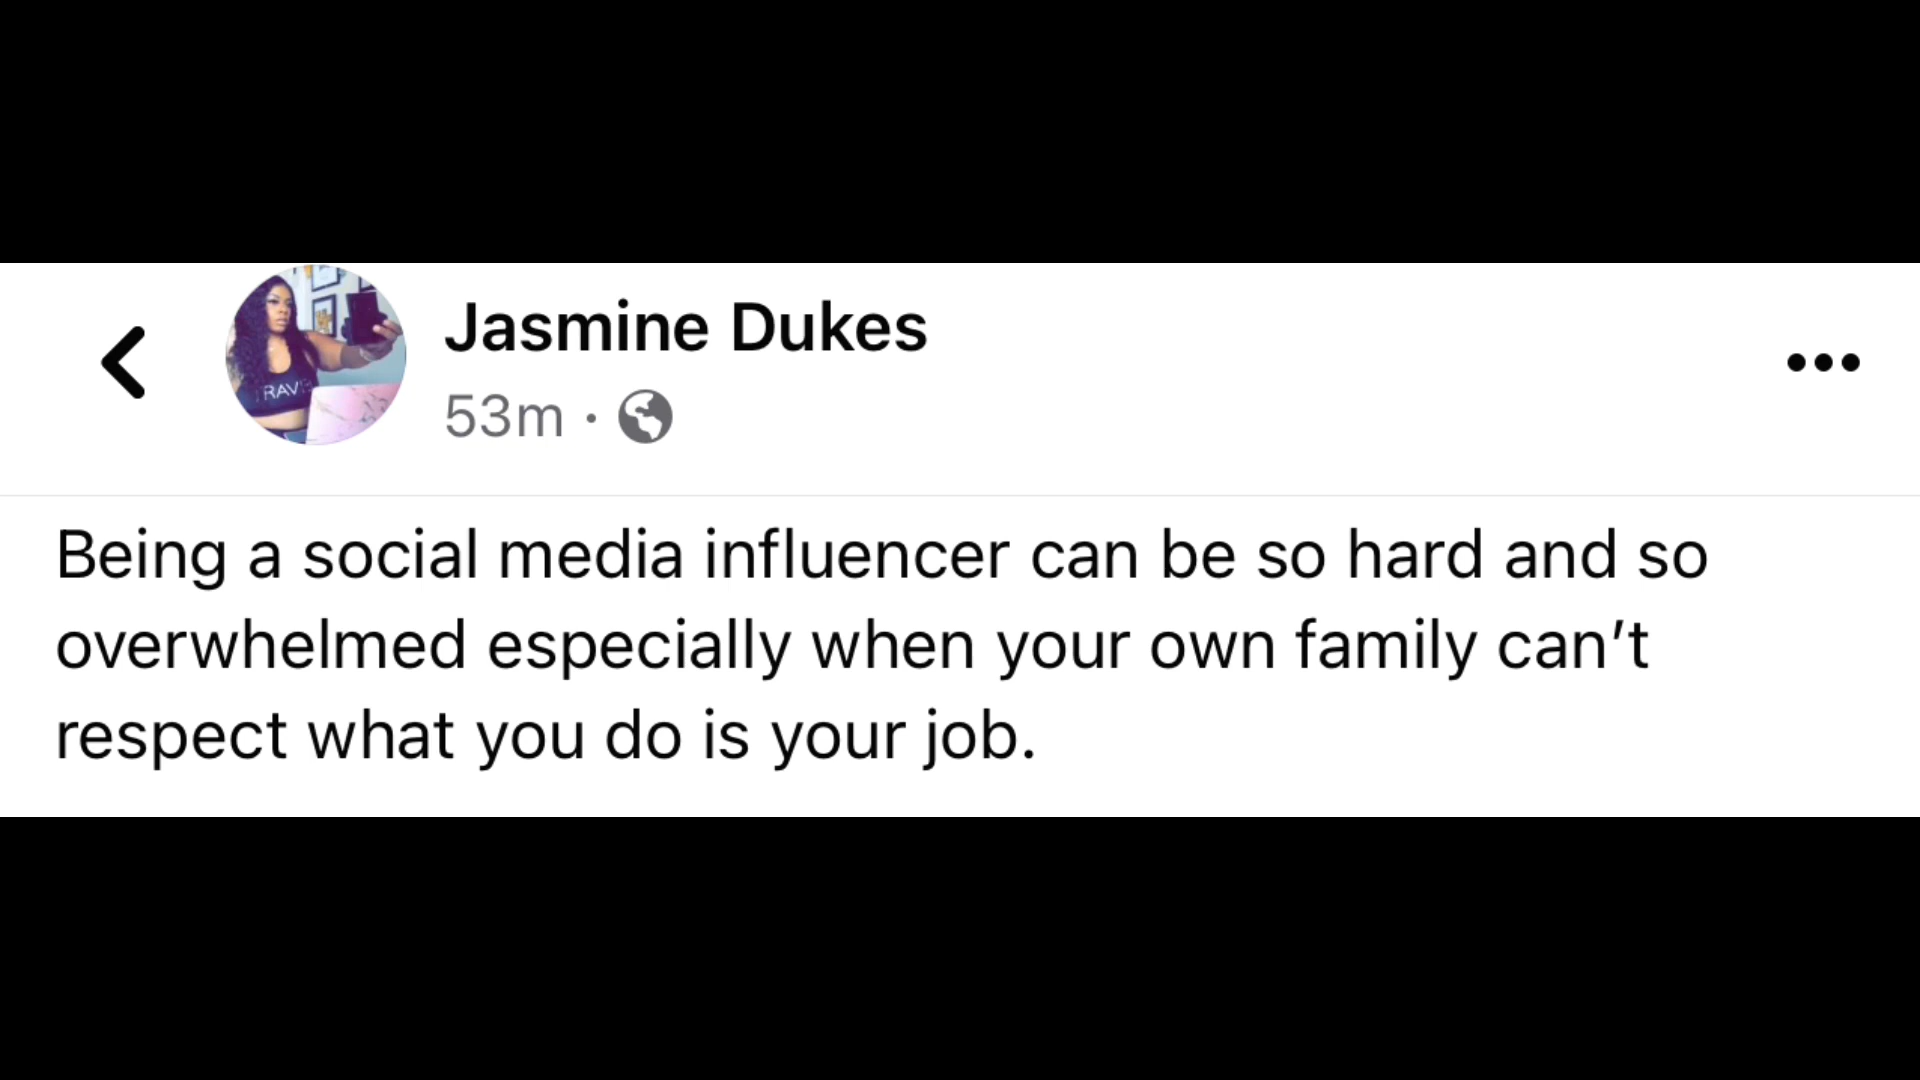 Jasmine Dukes
53m ·
Being a social media influencer can be so hard and so
overwhelmed especially when your own family can’t
respect what you do is your job.